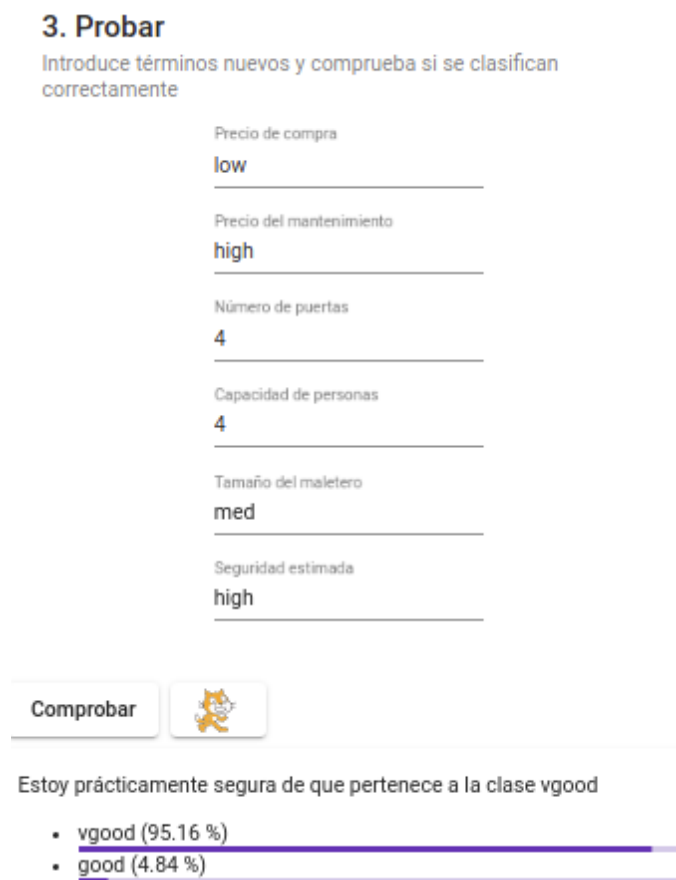 3. Probar
Introduce términos nuevos y comprueba si se clasifican
correctamente
Precio de compra
low
Precio del mantenimiento
high
Número de puertas
4
Capacidad de personas
4
Tamaño del maletero
med
Seguridad estimada
high
Comprobar
Estoy prácticamente segura de que pertenece a la clase vgood
• vgood (95.16 %)
• good (4.84 %)